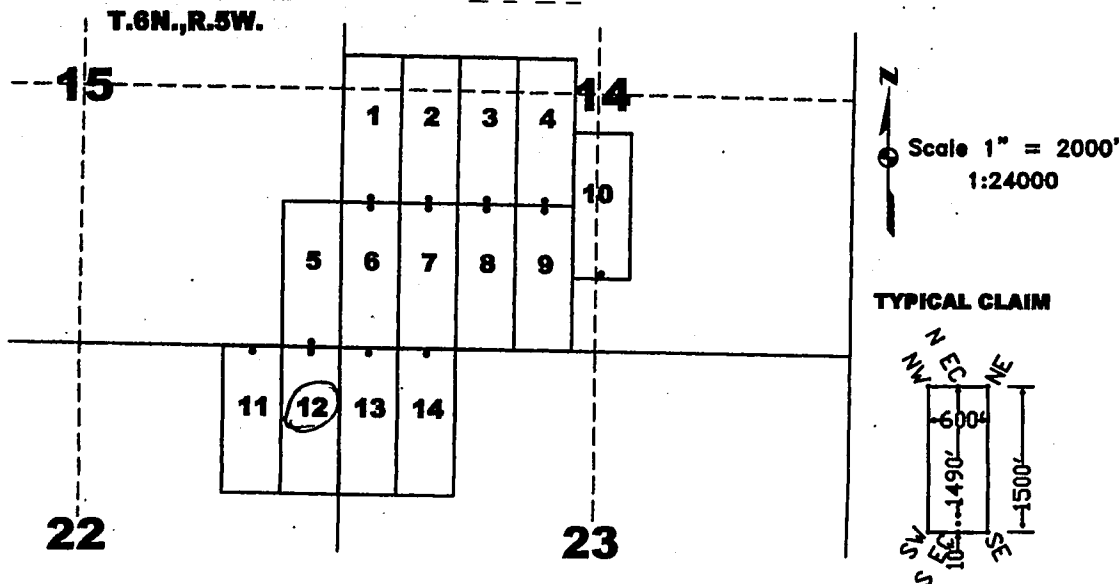 T.6N.,R.5W.
15
14
1
2
3
4
N
Scale 1" = 2000'
1:24000
10
5
6
7
8
9
TYPICAL CLAIM
NW
N EC
NE
600'
1490'
1500'
10'
SW
S EC
SE
11
12
13
14
22
23